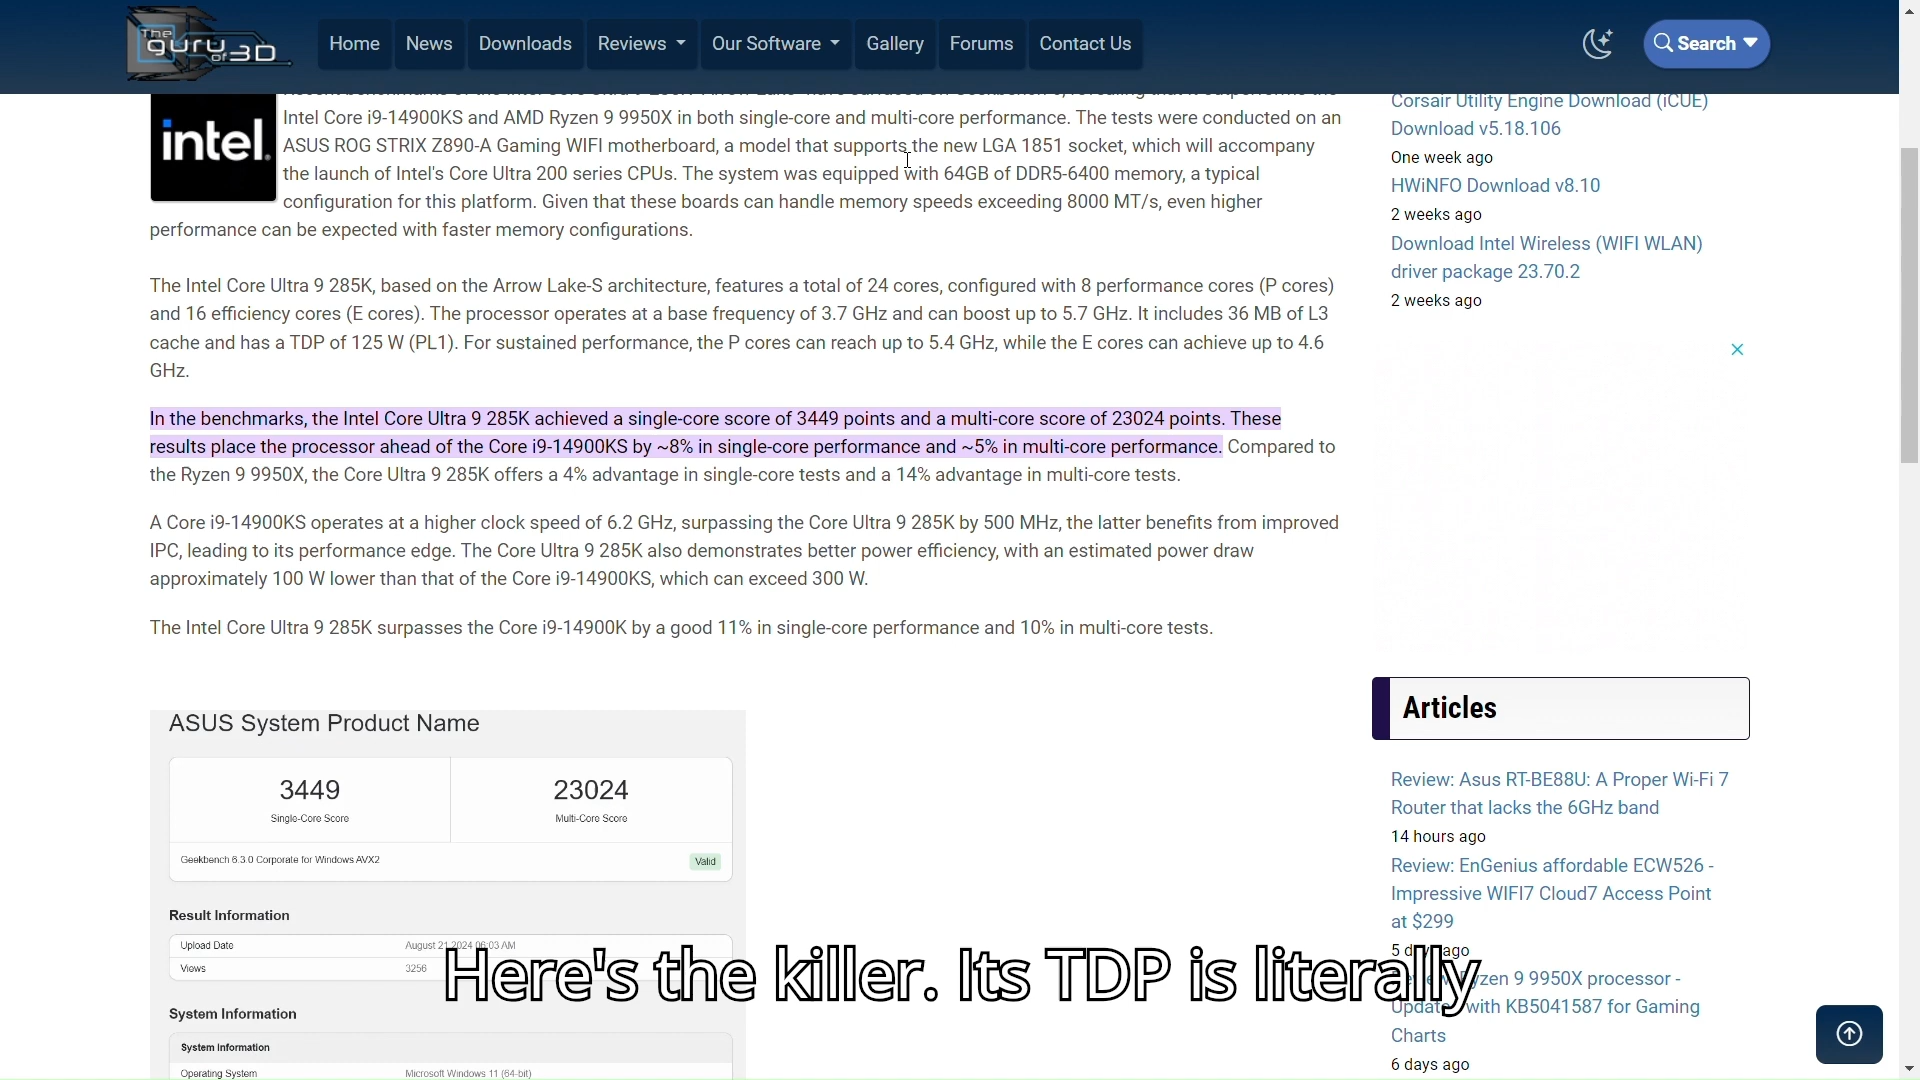 The
guru
of 3D
Home
News
Downloads
Reviews
Our Software
Gallery
Forums
Contact Us
Search
intel.
Intel Core i9-14900KS and AMD Ryzen 9 9950X in both single-core and multi-core performance. The tests were conducted on an
ASUS ROG STRIX Z890-A Gaming WIFI motherboard, a model that supports the new LGA 1851 socket, which will accompany
the launch of Intel's Core Ultra 200 series CPUs. The system was equipped with 64GB of DDR5-6400 memory, a typical
configuration for this platform. Given that these boards can handle memory speeds exceeding 8000 MT/s, even higher
performance can be expected with faster memory configurations.
The Intel Core Ultra 9 285K, based on the Arrow Lake-S architecture, features a total of 24 cores, configured with 8 performance cores (P cores)
and 16 efficiency cores (E cores). The processor operates at a base frequency of 3.7 GHz and can boost up to 5.7 GHz. It includes 36 MB of L3
cache and has a TDP of 125 W (PL1). For sustained performance, the P cores can reach up to 5.4 GHz, while the E cores can achieve up to 4.6
GHz.
In the benchmarks, the Intel Core Ultra 9 285K achieved a single-core score of 3449 points and a multi-core score of 23024 points. These
results place the processor ahead of the Core i9-14900KS by ~8% in single-core performance and ~5% in multi-core performance. Compared to
the Ryzen 9 9950X, the Core Ultra 9 285K offers a 4% advantage in single-core tests and a 14% advantage in multi-core tests.
A Core i9-14900KS operates at a higher clock speed of 6.2 GHz, surpassing the Core Ultra 9 285K by 500 MHz, the latter benefits from improved
IPC, leading to its performance edge. The Core Ultra 9 285K also demonstrates better power efficiency, with an estimated power draw
approximately 100 W lower than that of the Core i9-14900KS, which can exceed 300 W.
The Intel Core Ultra 9 285K surpasses the Core i9-14900K by a good 11% in single-core performance and 10% in multi-core tests.
ASUS System Product Name
3449
23024
Single-Core Score
Multi-Core Score
Geekbench 6.3.0 Corporate for Windows AVX2
Valid
Result Information
Upload Date
August 21 2024 06:03 AM
Views
3256
System Information
System Information
Operating System
Microsoft Windows 11 (64-bit)
Corsair Utility Engine Download (iCUE)
Download v5.18.106
One week ago
HWiNFO Download v8.10
2 weeks ago
Download Intel Wireless (WIFI WLAN)
driver package 23.70.2
2 weeks ago
Articles
Review: Asus RT-BE88U: A Proper Wi-Fi 7
Router that lacks the 6GHz band
14 hours ago
Review: EnGenius affordable ECW526 -
Impressive WIFI7 Cloud7 Access Point
at $299
5 days ago
Review: Ryzen 9 9950X processor -
Update with KB5041587 for Gaming
Charts
6 days ago
Here's the killer. Its TDP is literally